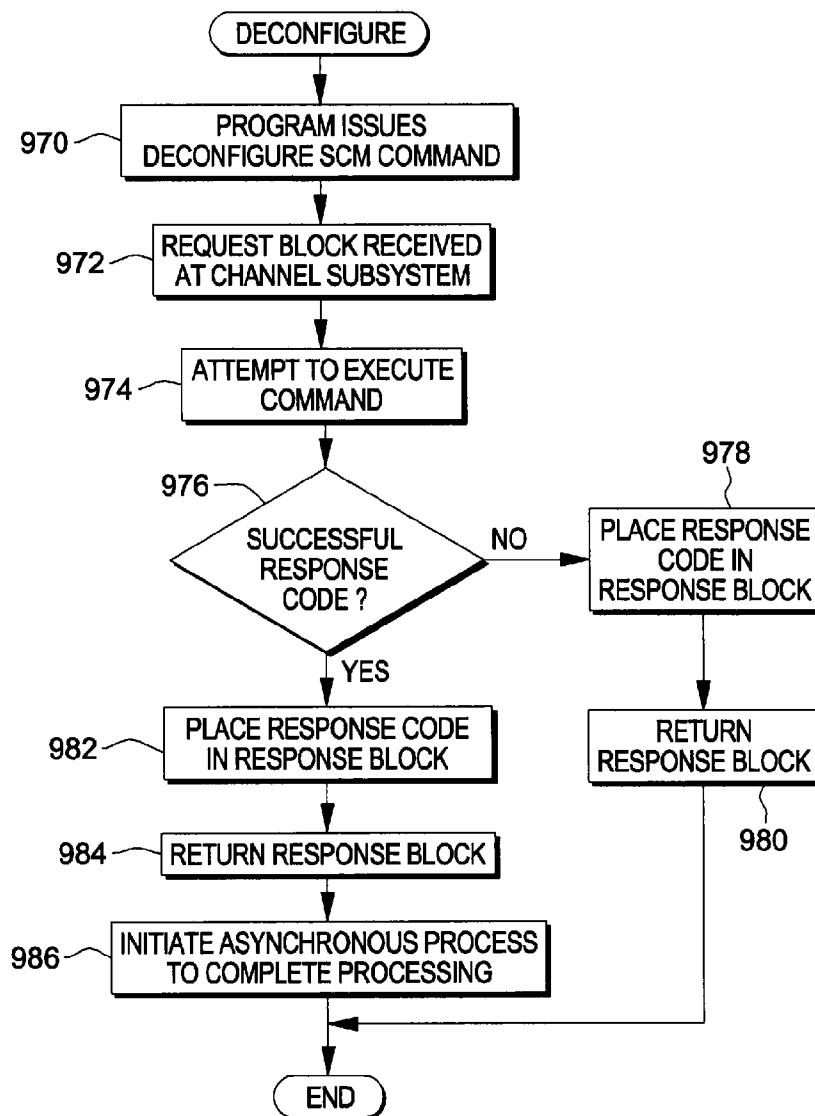 DECONFIGURE
970
PROGRAM ISSUES
DECONFIGURE SCM COMMAND
972
REQUEST BLOCK RECEIVED
AT CHANNEL SUBSYSTEM
974
ATTEMPT TO EXECUTE
COMMAND
976
SUCCESSFUL
RESPONSE
CODE ?
NO
978
PLACE RESPONSE
CODE IN
RESPONSE BLOCK
YES
982
PLACE RESPONSE CODE
IN RESPONSE BLOCK
RETURN
RESPONSE BLOCK
980
984
RETURN RESPONSE BLOCK
986
INITIATE ASYNCHRONOUS PROCESS
TO COMPLETE PROCESSING
END